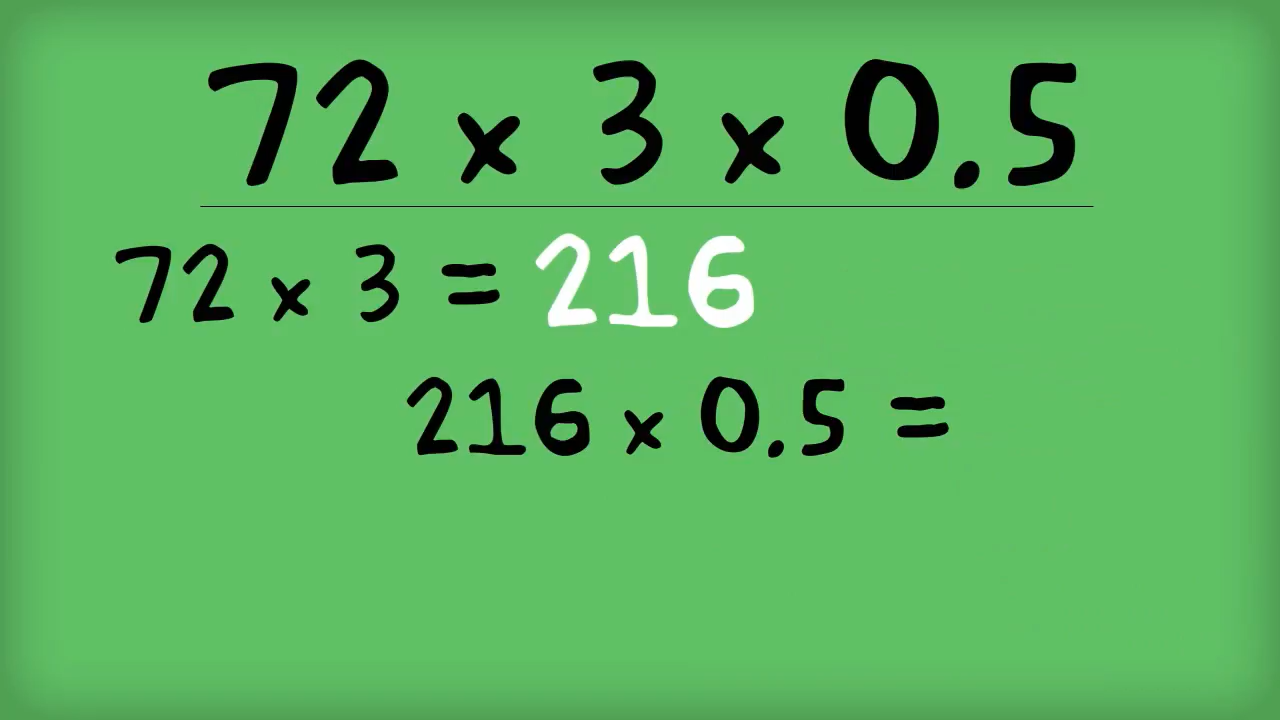 72 x 3 x 0.5
72 x 3 = 216
216 x 0.5 =